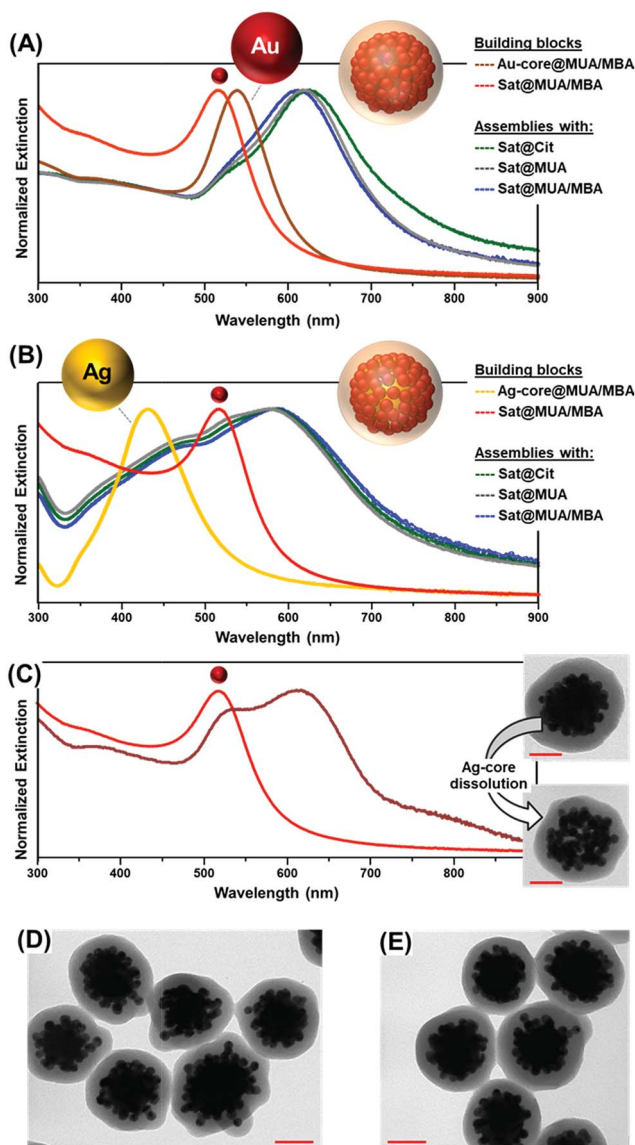 (A)
Au
Building blocks
Au-core@MUA/MBA
Sat@MUA/MBA
Assemblies with:
Sat@Cit
Sat@MUA
Sat@MUA/MBA
Normalized Extinction
300 400 500 600 700 800 900
Wavelength (nm)
(B)
Ag
Building blocks
Ag-core@MUA/MBA
Sat@MUA/MBA
Assemblies with:
Sat@Cit
Sat@MUA
Sat@MUA/MBA
Normalized Extinction
300 400 500 600 700 800 900
Wavelength (nm)
(C)
Ag-core
dissolution
Normalized Extinction
300 400 500 600 700 800
Wavelength (nm)
(D)
(E)